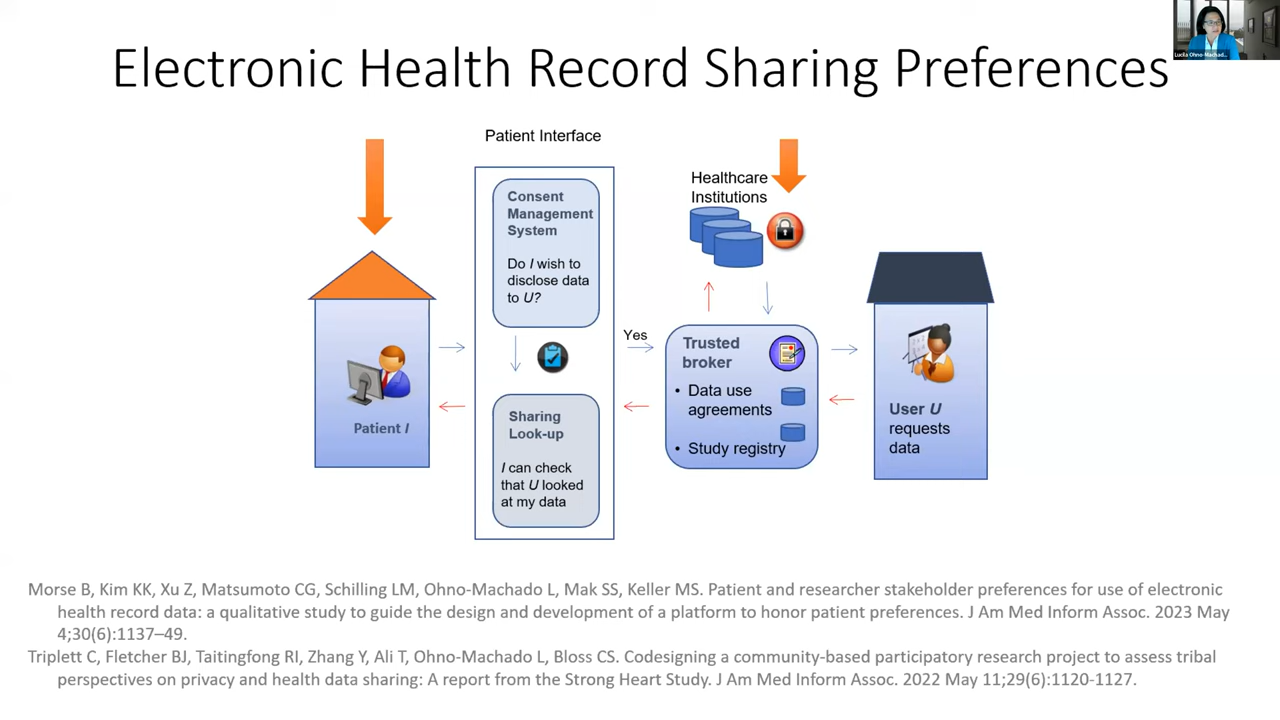 Lucila Ohno-Machad...
Electronic Health Record Sharing Preferences
Patient Interface
Consent
Management
System
Do I wish to
disclose data
to U?
Sharing
Look-up
I can check
that U looked
at my data
Patient I
Yes
Healthcare
Institutions
Trusted
broker
• Data use
agreements
• Study registry
User U
requests
data
Morse B, Kim KK, Xu Z, Matsumoto CG, Schilling LM, Ohno-Machado L, Mak SS, Keller MS. Patient and researcher stakeholder preferences for use of electronic
health record data: a qualitative study to guide the design and development of a platform to honor patient preferences. J Am Med Inform Assoc. 2023 May
4;30(6):1137–49.
Triplett C, Fletcher BJ, Taitingfong RI, Zhang Y, Ali T, Ohno-Machado L, Bloss CS. Codesigning a community-based participatory research project to assess tribal
perspectives on privacy and health data sharing: A report from the Strong Heart Study. J Am Med Inform Assoc. 2022 May 11;29(6):1120-1127.